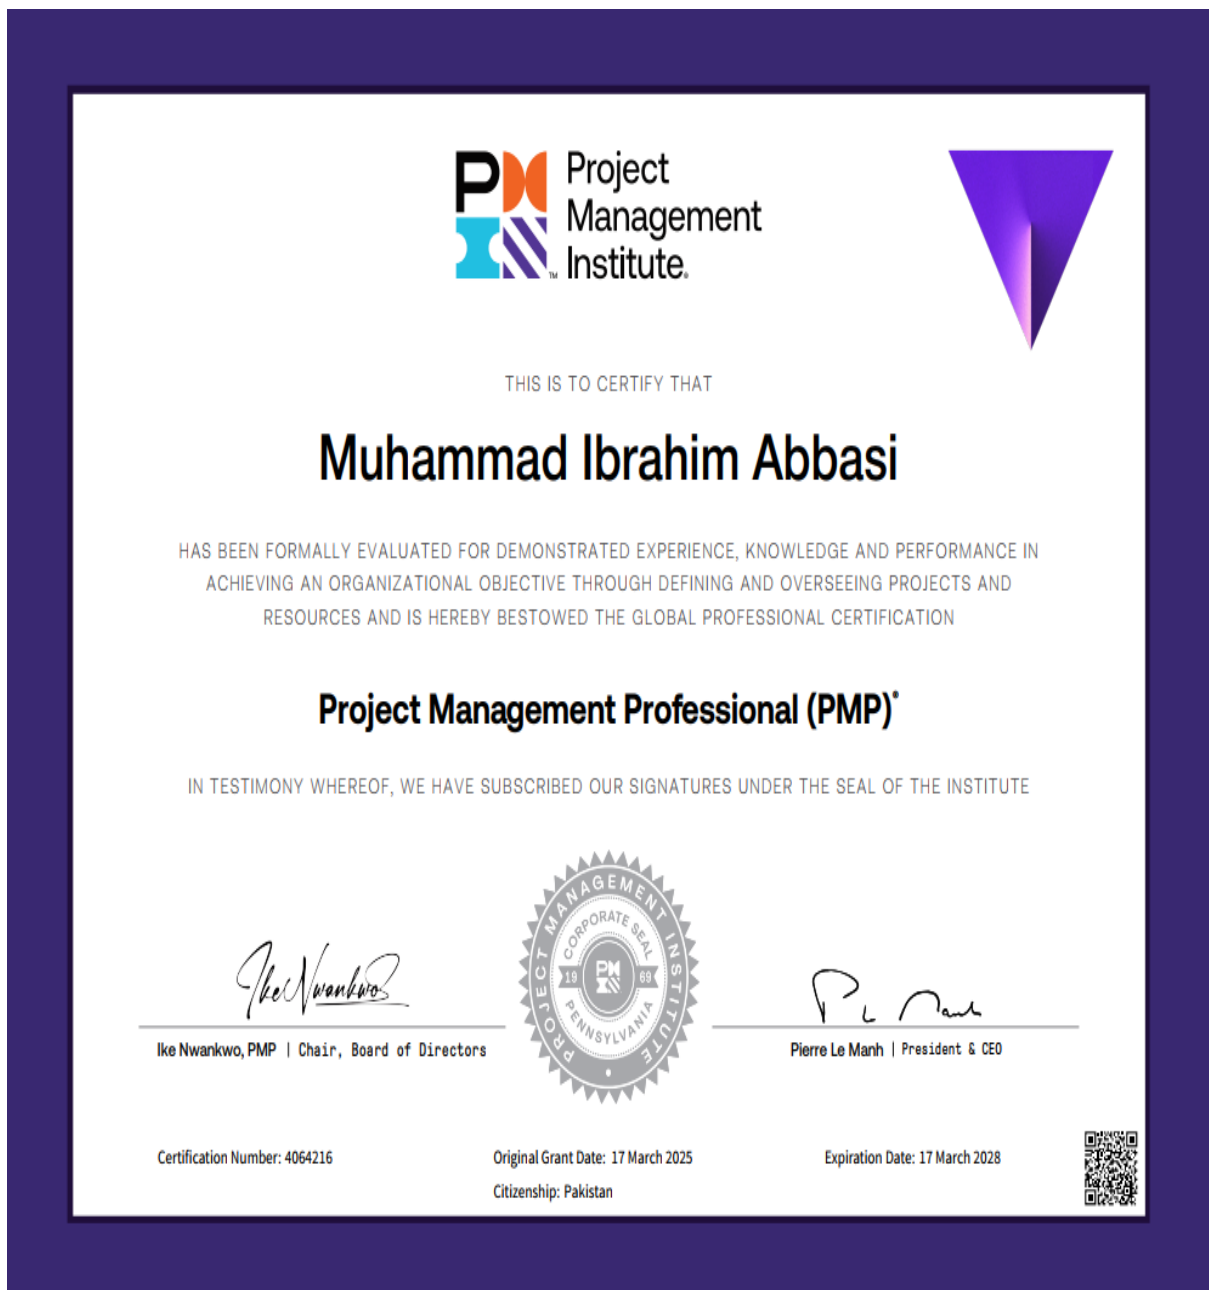 Project
Management
Institute®
TM
THIS IS TO CERTIFY THAT
Muhammad Ibrahim Abbasi
HAS BEEN FORMALLY EVALUATED FOR DEMONSTRATED EXPERIENCE, KNOWLEDGE AND PERFORMANCE IN
ACHIEVING AN ORGANIZATIONAL OBJECTIVE THROUGH DEFINING AND OVERSEEING PROJECTS AND
RESOURCES AND IS HEREBY BESTOWED THE GLOBAL PROFESSIONAL CERTIFICATION
Project Management Professional (PMP)®
IN TESTIMONY WHEREOF, WE HAVE SUBSCRIBED OUR SIGNATURES UNDER THE SEAL OF THE INSTITUTE
PROJECT MANAGEMENT INSTITUTE
CORPORATE SEAL
19 69
PENNSYLVANIA
Ike Nwankwo
Ike Nwankwo, PMP | Chair, Board of Directors
Pierre Le Manh | President & CEO
Certification Number: 4064216
Original Grant Date: 17 March 2025
Expiration Date: 17 March 2028
Citizenship: Pakistan